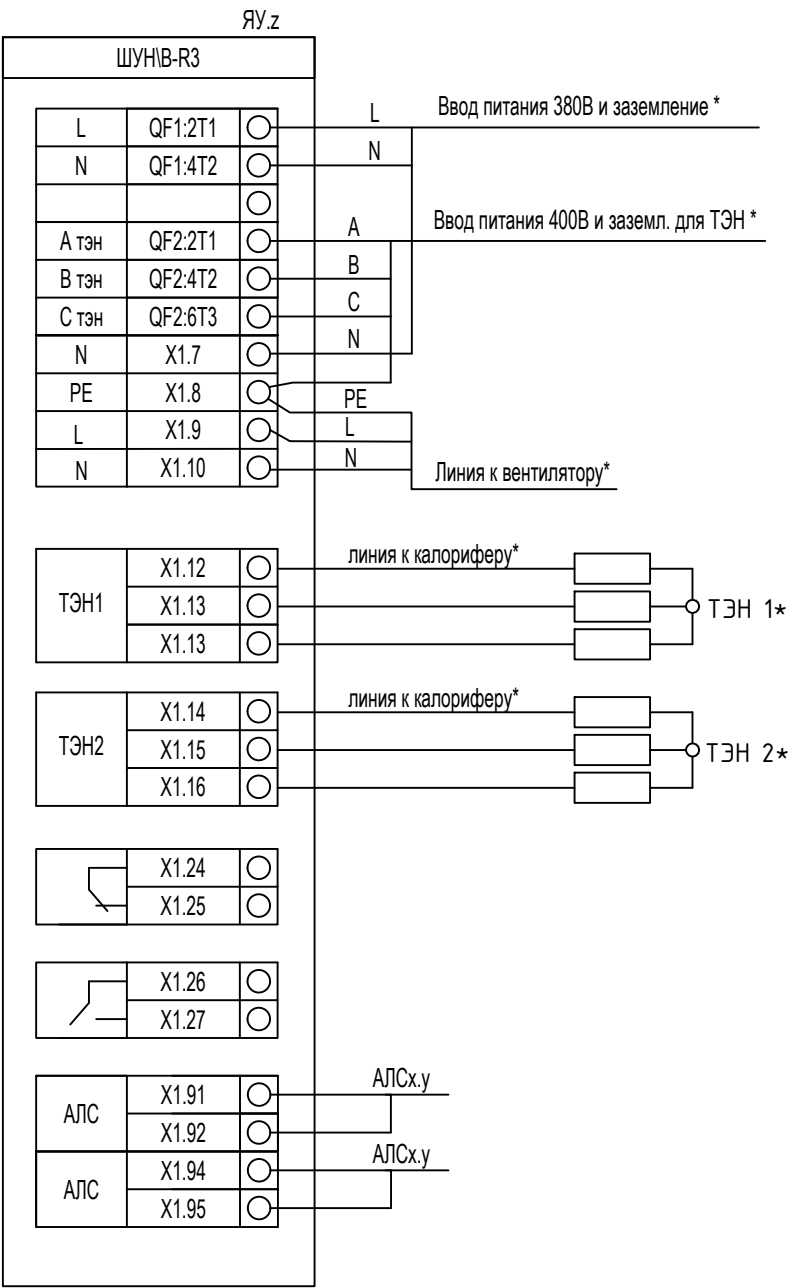 ЯУ.z
ШУН\В-R3
L QF1:2T1 L Ввод питания 380В и заземление *
N QF1:4T2 N
А тэн QF2:2T1 A Ввод питания 400В и заземл. для ТЭН *
В тэн QF2:4T2 B
С тэн QF2:6T3 C
N X1.7 N
PE X1.8 PE
L X1.9 L
N X1.10 N Линия к вентилятору*
X1.12 линия к калориферу*
ТЭН1 X1.13 ТЭН 1*
X1.13
X1.14 линия к калориферу*
ТЭН2 X1.15 ТЭН 2*
X1.16
X1.24
X1.25
X1.26
X1.27
АЛС X1.91 АЛСх.у
X1.92
АЛС X1.94 АЛСх.у
X1.95